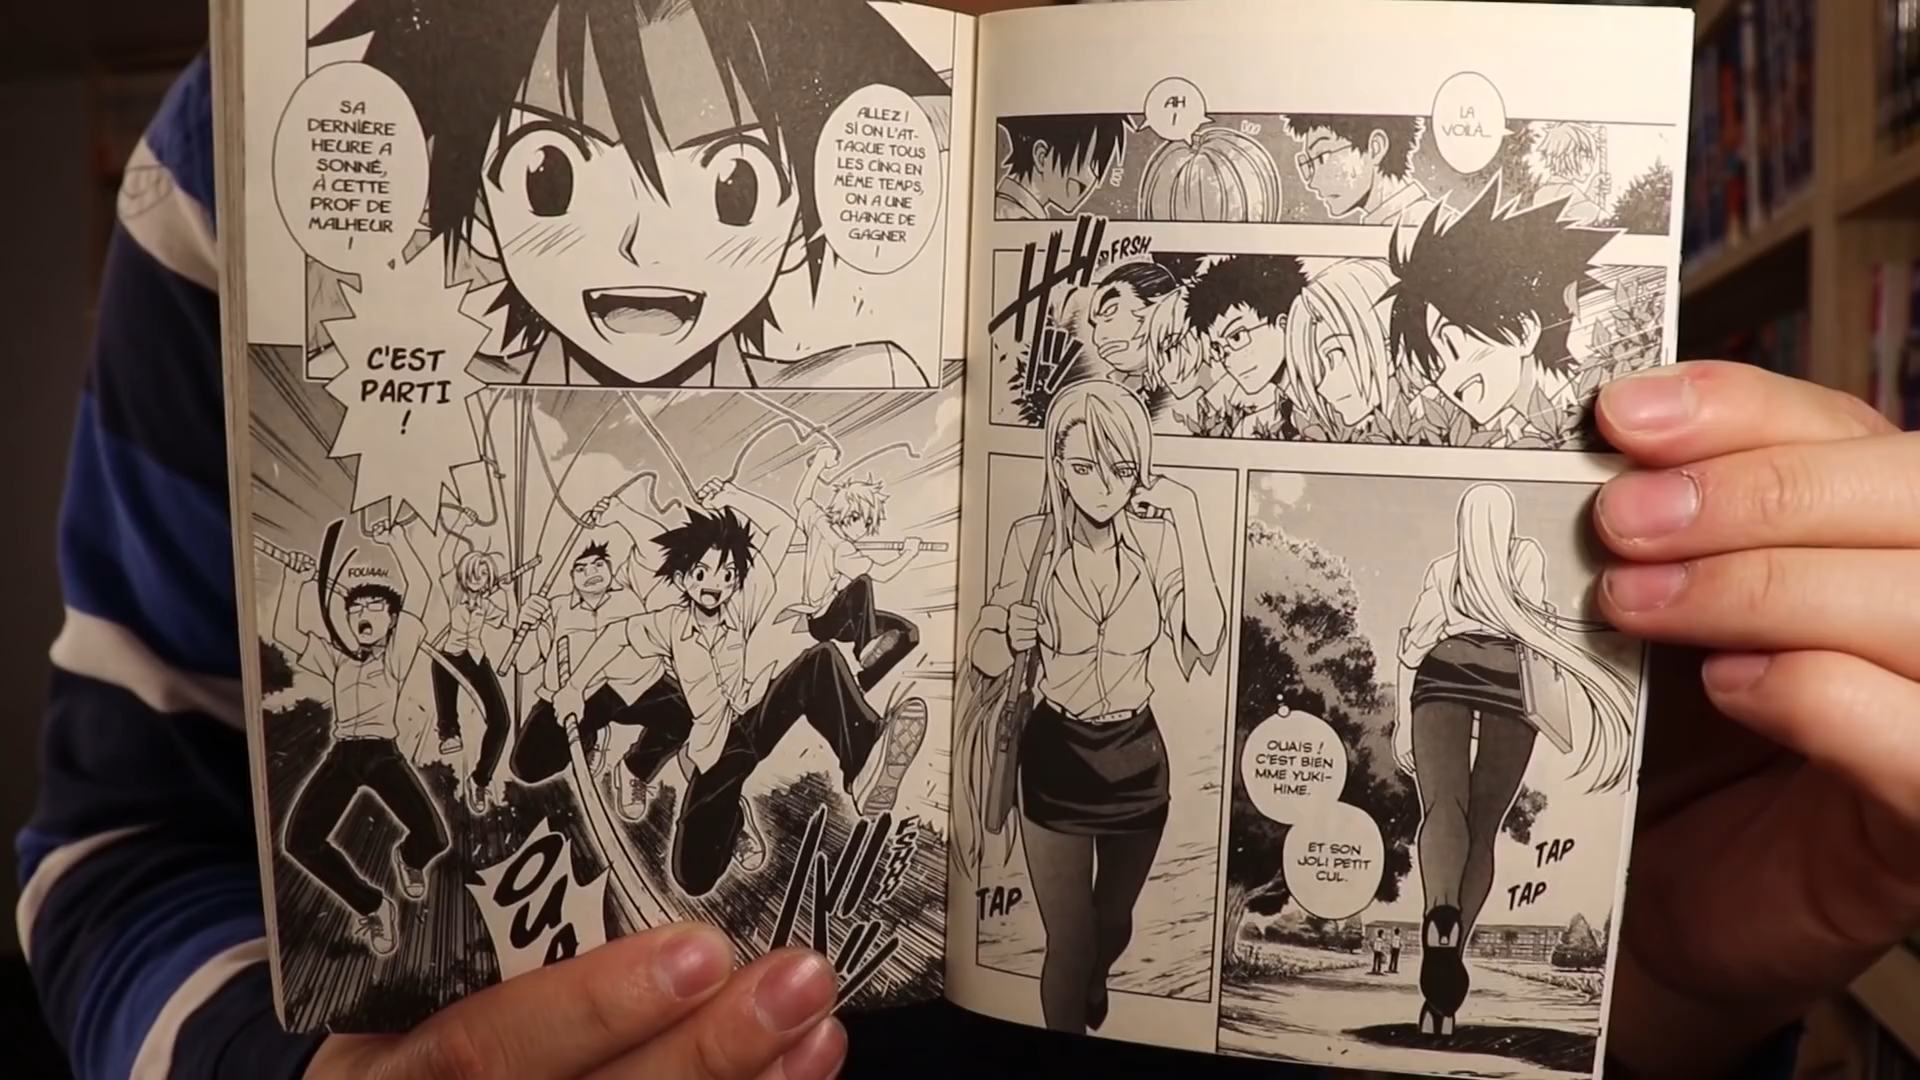 LA
VOILÀ...
AH
!
FRSH
TAP
OUAIS !
C'EST BIEN
MME YUKI-
HIME.
ET SON
JOLI PETIT
CUL.
TAP
TAP
ALLEZ !
SI ON L'AT-
TAQUE TOUS
LES CINQ EN
MÊME TEMPS,
ON A UNE
CHANCE DE
GAGNER
!
SA
DERNIÈRE
HEURE A
SONNÉ,
À CETTE
PROF DE
MALHEUR
!
C'EST
PARTI
!
FOUAAH...
FSHH